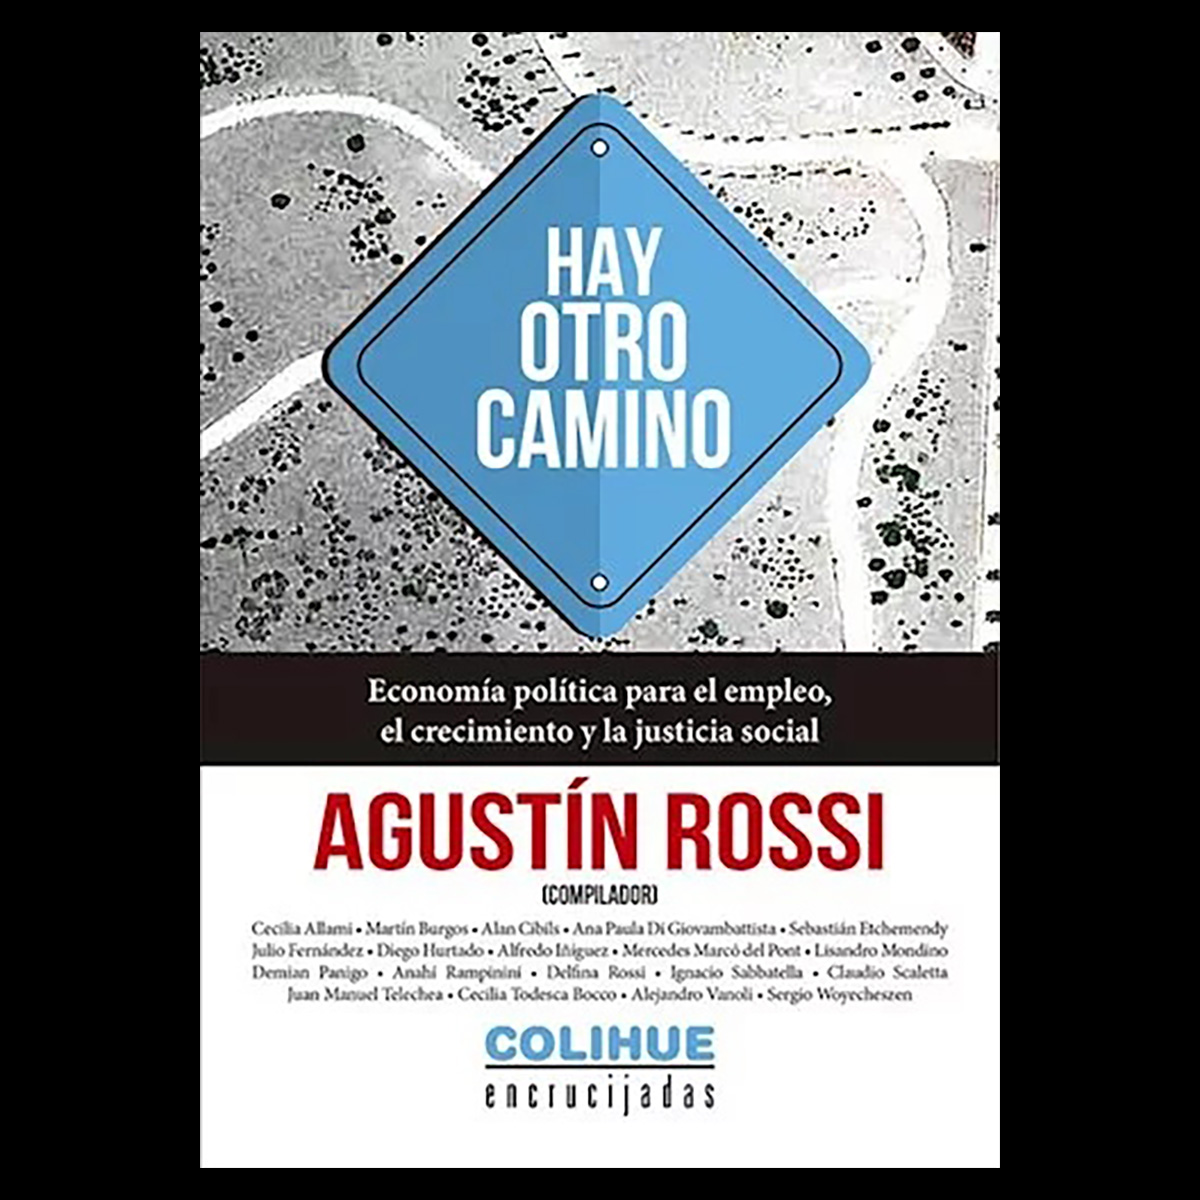 HAY
OTRO
CAMINO
Economía política para el empleo,
el crecimiento y la justicia social
AGUSTÍN ROSSI
(COMPILADOR)
Cecilia Allami • Martín Burgos • Alan Cibils • Ana Paula Di Giovambattista • Sebastián Etchemendy
Julio Fernández • Diego Hurtado • Alfredo Iñiguez • Mercedes Marcó del Pont • Lisandro Mondino
Demian Panigo • Anahí Rampinini • Delfina Rossi • Ignacio Sabbatella • Claudio Scaletta
Juan Manuel Telechea • Cecilia Todesca Bocco • Alejandro Vanoli • Sergio Woyecheszen
COLIHUE
encrucijadas